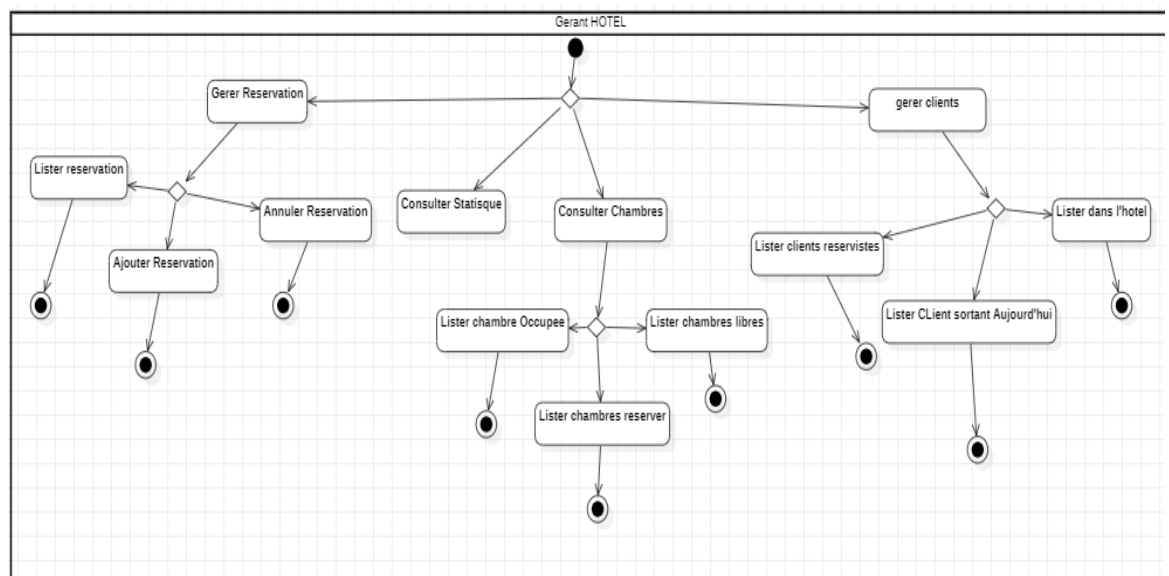 Gerant HOTEL
Gerer Reservation
gerer clients
Lister reservation
Annuler Reservation
Consulter Statisque
Consulter Chambres
Lister dans l'hotel
Ajouter Reservation
Lister clients reservistes
Lister chambre Occupee
Lister chambres libres
Lister CLient sortant Aujourd'hui
Lister chambres reserver